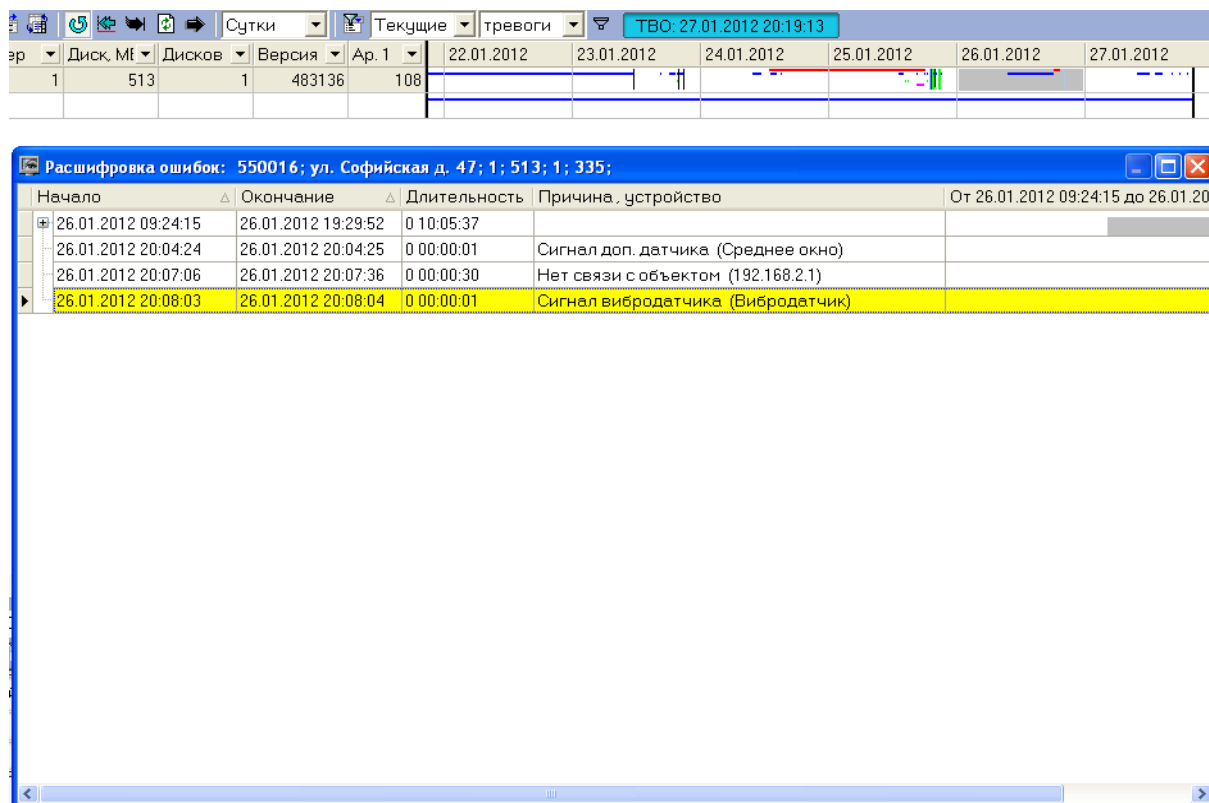 Сутки Текущие тревоги ТВО: 27.01.2012 20:19:13
ер Диск, МЕ Дисков Версия Ар. 1 22.01.2012 23.01.2012 24.01.2012 25.01.2012 26.01.2012 27.01.2012
1 513 1 483136 108
Расшифровка ошибок: 550016; ул. Софийская д. 47; 1; 513; 1; 335;
Начало Окончание Длительность Причина, устройство От 26.01.2012 09:24:15 до 26.01.20
26.01.2012 09:24:15 26.01.2012 19:29:52 0 10:05:37
26.01.2012 20:04:24 26.01.2012 20:04:25 0 00:00:01 Сигнал доп. датчика (Среднее окно)
26.01.2012 20:07:06 26.01.2012 20:07:36 0 00:00:30 Нет связи с объектом (192.168.2.1)
26.01.2012 20:08:03 26.01.2012 20:08:04 0 00:00:01 Сигнал вибродатчика (Вибродатчик)